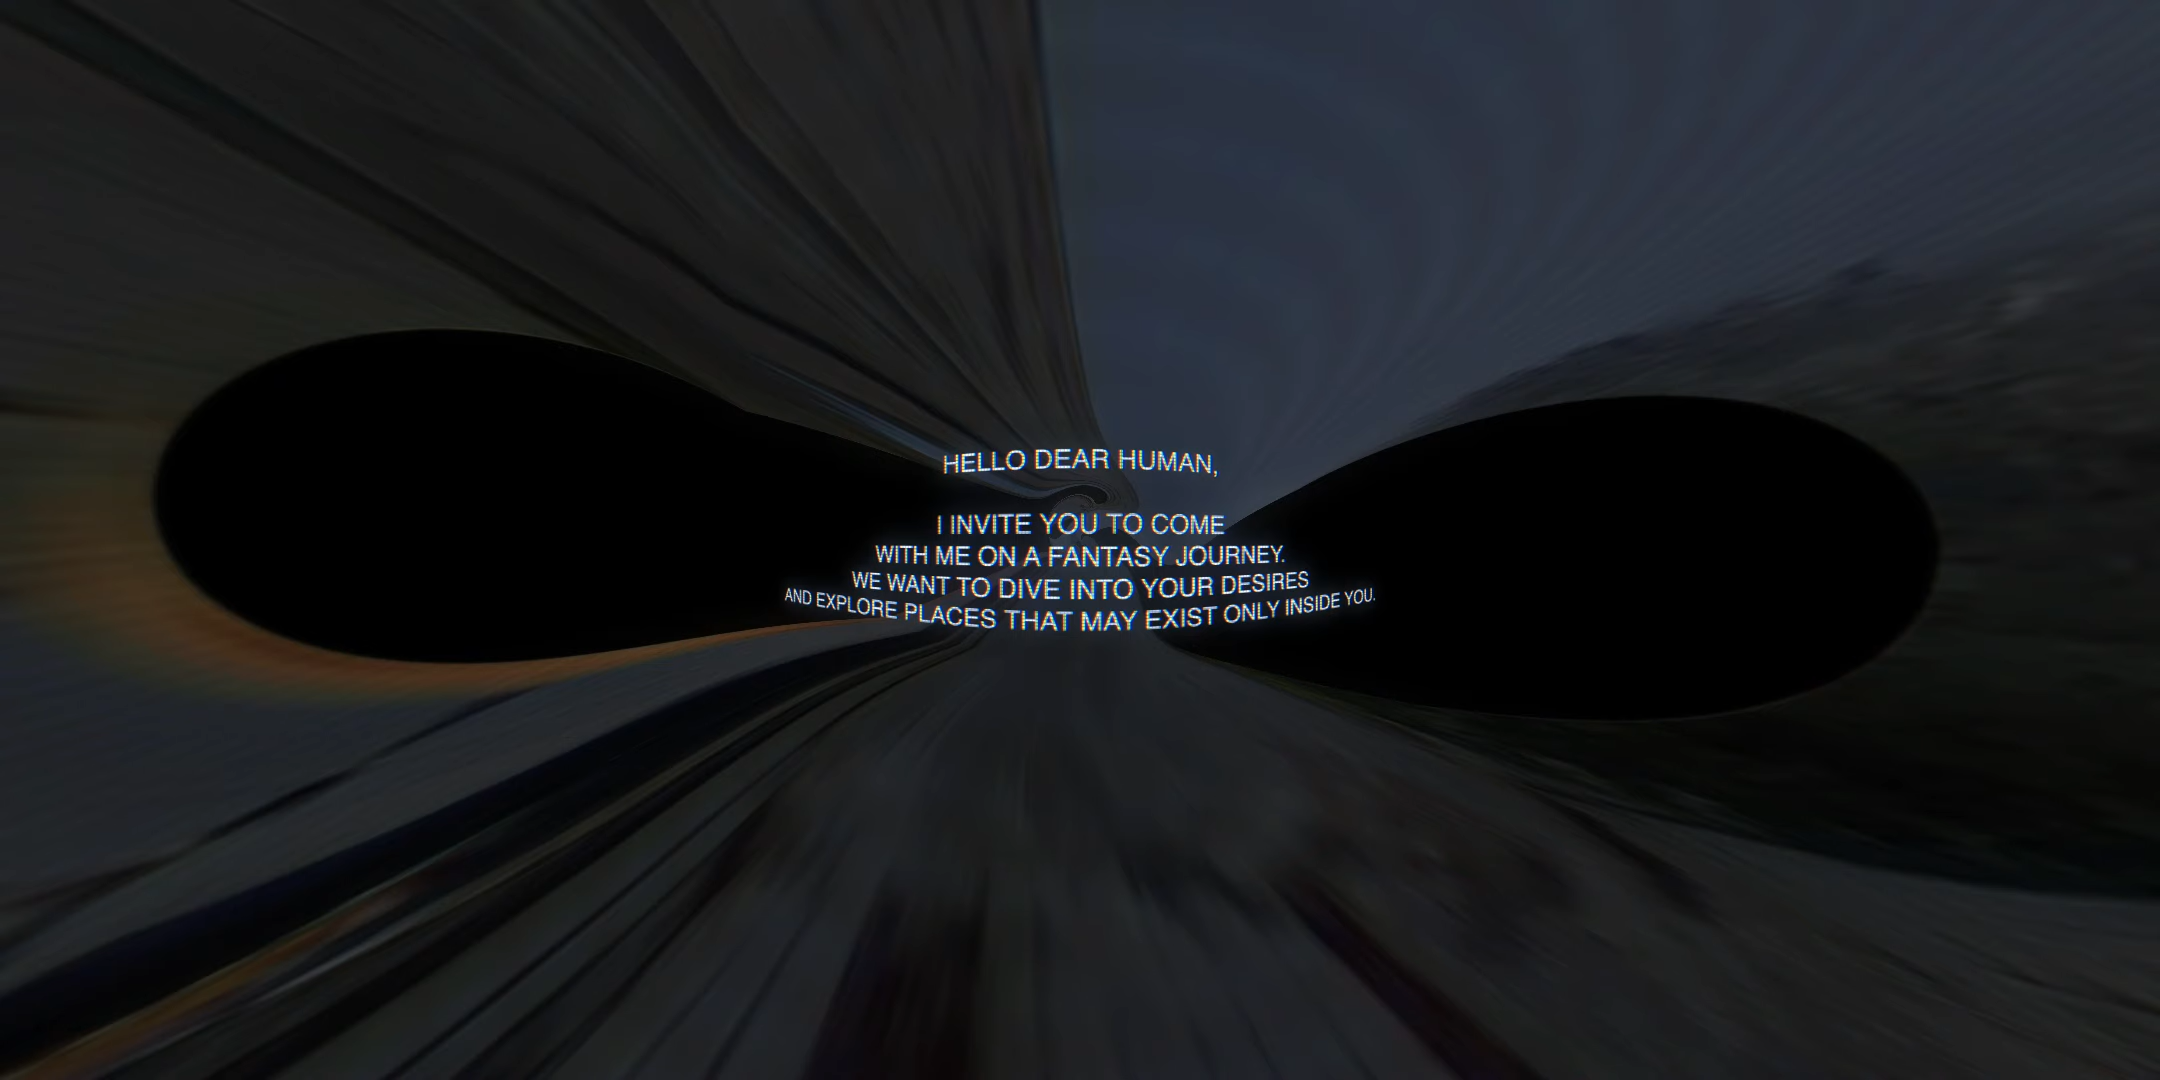 HELLO DEAR HUMAN,
I INVITE YOU TO COME
WITH ME ON A FANTASY JOURNEY.
WE WANT TO DIVE INTO YOUR DESIRES
AND EXPLORE PLACES THAT MAY EXIST ONLY INSIDE YOU.